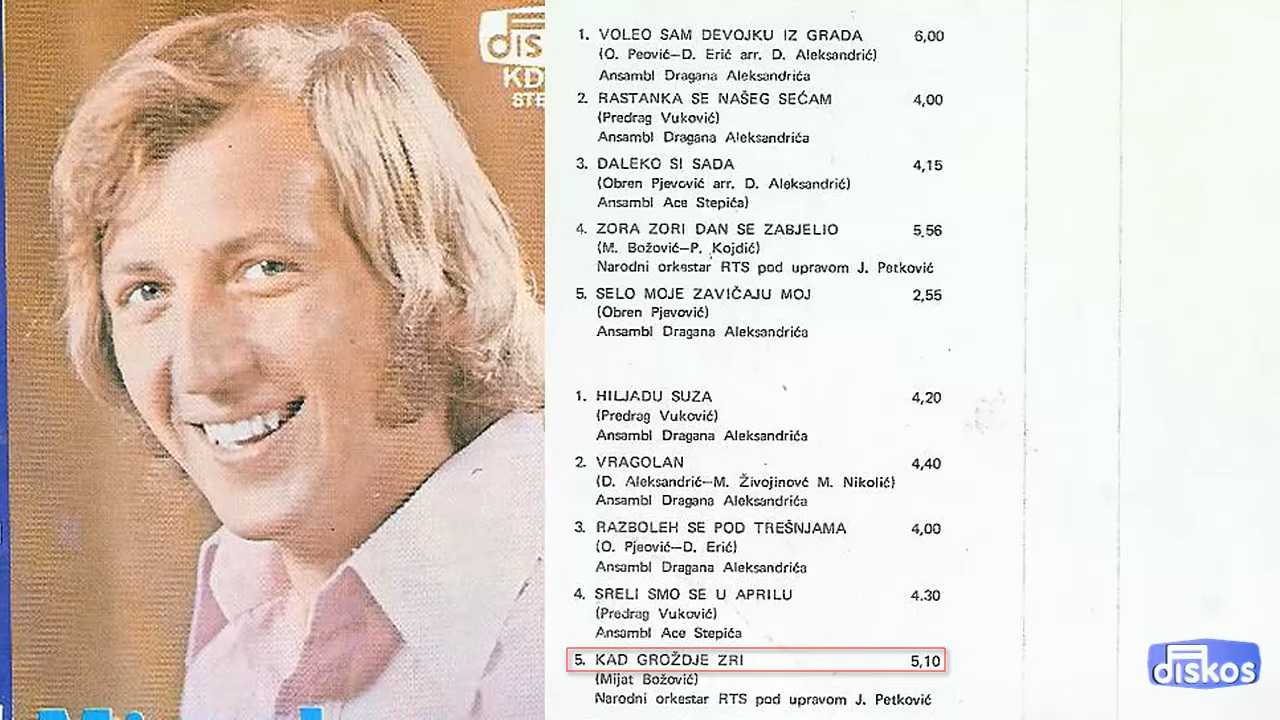 dis
KD
STE
1. VOLEO SAM DEVOJKU IZ GRADA 6,00
(O. Peović—D. Erić arr. D. Aleksandrić)
Ansambl Dragana Aleksandrića
2. RASTANKA SE NAŠEG SEĆAM 4,00
(Predrag Vuković)
Ansambl Dragana Aleksandrića
3. DALEKO SI SADA 4,15
(Obren Pjevović arr. D. Aleksandrić)
Ansambl Ace Stepića)
4. ZORA ZORI DAN SE ZABJELIO 5,56
(M. Božović—P. Kojdić)
Narodni orkestar RTS pod upravom J. Petković
5. SELO MOJE ZAVIČAJU MOJ 2,55
(Obren Pjevović)
Ansambl Dragana Aleksandrića
1. HILJADU SUZA 4,20
(Predrag Vuković)
Ansambl Dragana Aleksandrića
2. VRAGOLAN 4,40
(D. Aleksandrić—M. Živojinovć M. Nikolić)
Ansambl Dragana Aleksandrića
3. RAZBOLEH SE POD TREŠNJAMA 4,00
(O. Pjeović—D. Erić)
Ansambl Dragana Aleksandrića
4. SRELI SMO SE U APRILU 4.30
(Predrag Vuković)
Ansambl Ace Stepića
5. KAD GROŽDJE ZRI 5,10
(Mijat Božović)
Narodni orkestar RTS pod upravom J. Petković
diskos